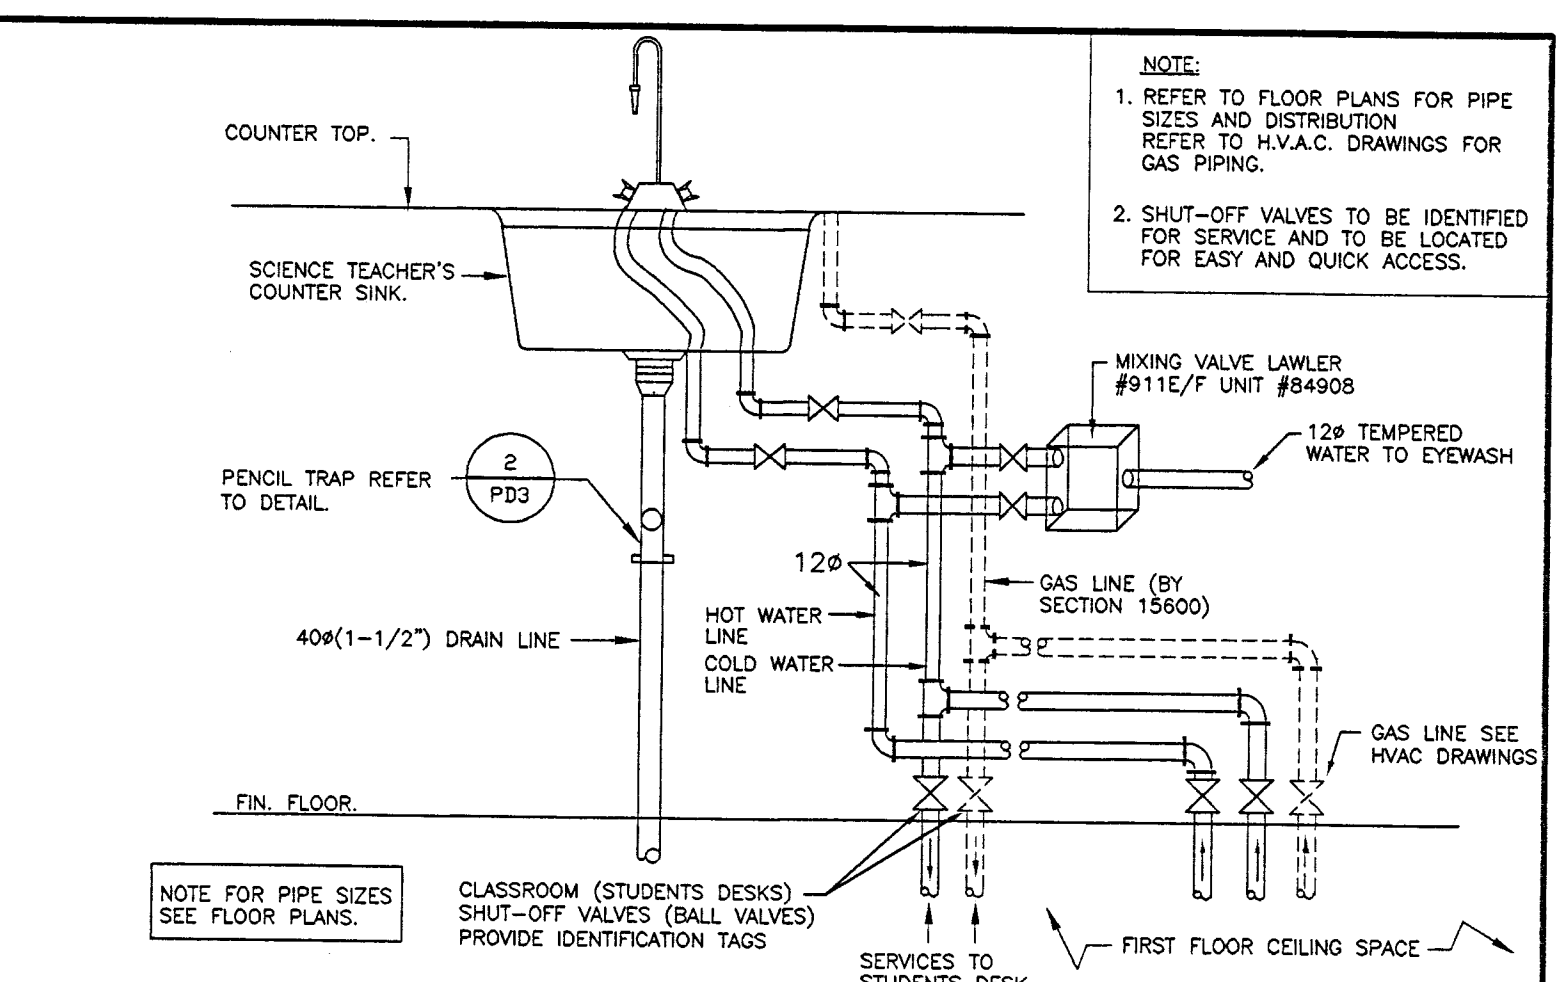 NOTE:
1. REFER TO FLOOR PLANS FOR PIPE
SIZES AND DISTRIBUTION
REFER TO H.V.A.C. DRAWINGS FOR
GAS PIPING.
2. SHUT-OFF VALVES TO BE IDENTIFIED
FOR SERVICE AND TO BE LOCATED
FOR EASY AND QUICK ACCESS.
COUNTER TOP.
SCIENCE TEACHER'S
COUNTER SINK.
MIXING VALVE LAWLER
#911E/F UNIT #84908
12ø TEMPERED
WATER TO EYEWASH
PENCIL TRAP REFER
TO DETAIL.
2
PD3
12ø
GAS LINE (BY
SECTION 15600)
HOT WATER
LINE
40ø(1-1/2") DRAIN LINE
COLD WATER
LINE
GAS LINE SEE
HVAC DRAWINGS
FIN. FLOOR.
NOTE FOR PIPE SIZES
SEE FLOOR PLANS.
CLASSROOM (STUDENTS DESKS)
SHUT-OFF VALVES (BALL VALVES)
PROVIDE IDENTIFICATION TAGS
FIRST FLOOR CEILING SPACE
SERVICES TO
STUDENTS DESK